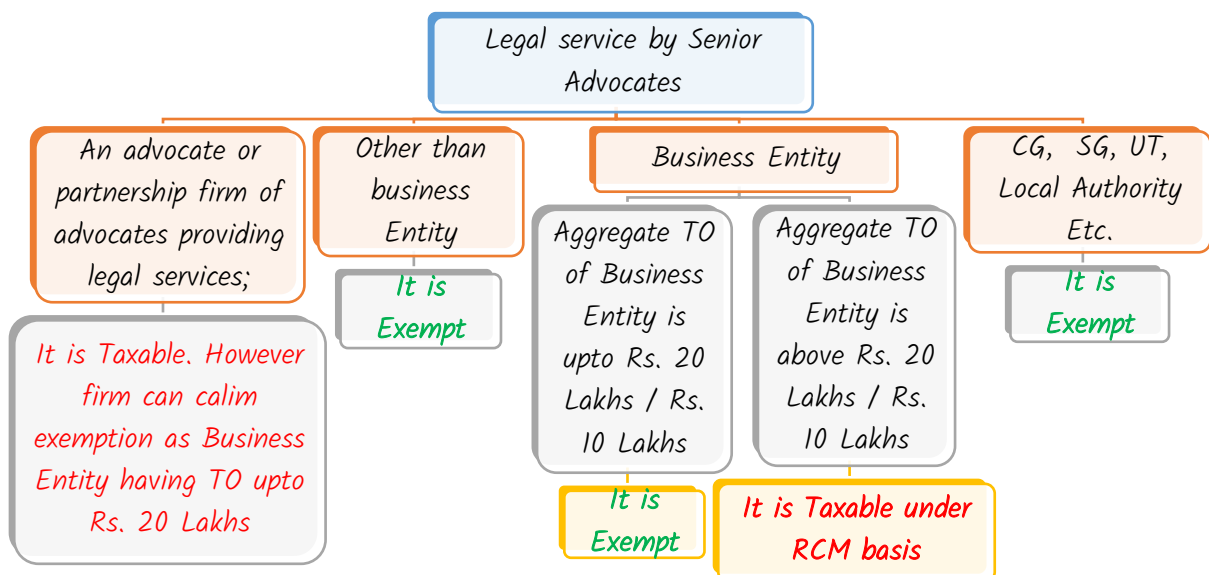 Legal service by Senior
Advocates
An advocate or
partnership firm of
advocates providing
legal services;
It is Taxable. However
firm can calim
exemption as Business
Entity having TO upto
Rs. 20 Lakhs
Other than
business
Entity
It is
Exempt
Business Entity
Aggregate TO
of Business
Entity is
upto Rs. 20
Lakhs / Rs.
10 Lakhs
It is
Exempt
Aggregate TO
of Business
Entity is
above Rs. 20
Lakhs / Rs.
10 Lakhs
It is Taxable under
RCM basis
CG, SG, UT,
Local Authority
Etc.
It is
Exempt